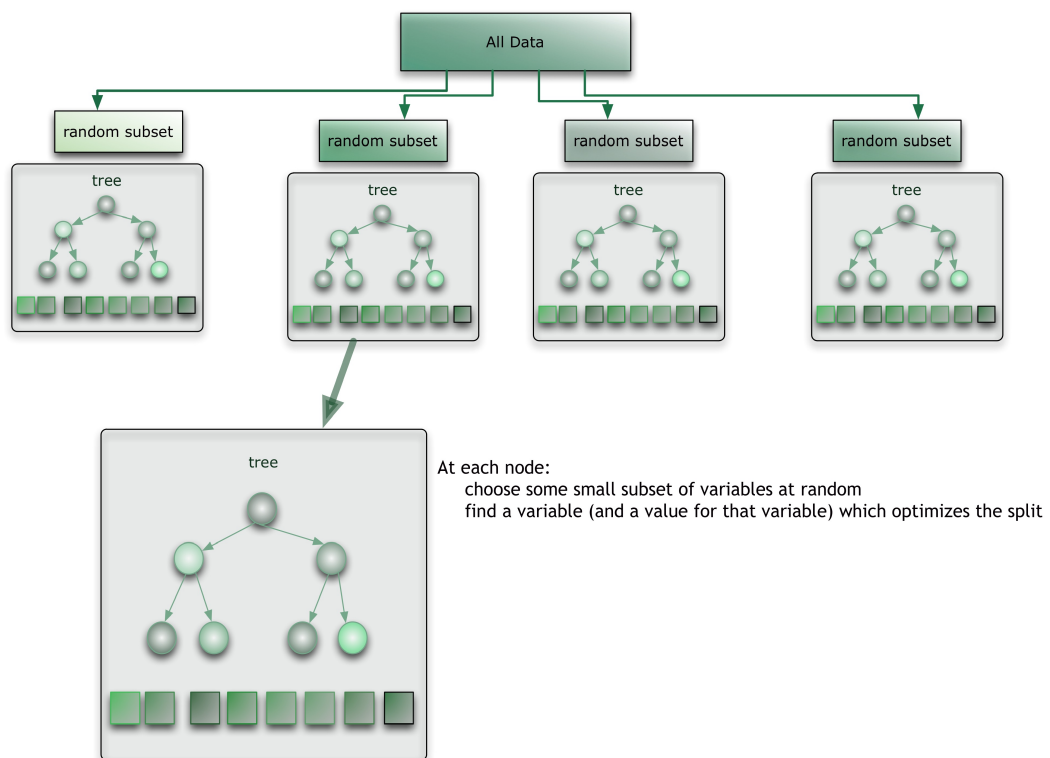 All Data
random subset
random subset
random subset
random subset
tree
tree
tree
tree
tree
At each node:
choose some small subset of variables at random
find a variable (and a value for that variable) which optimizes the split